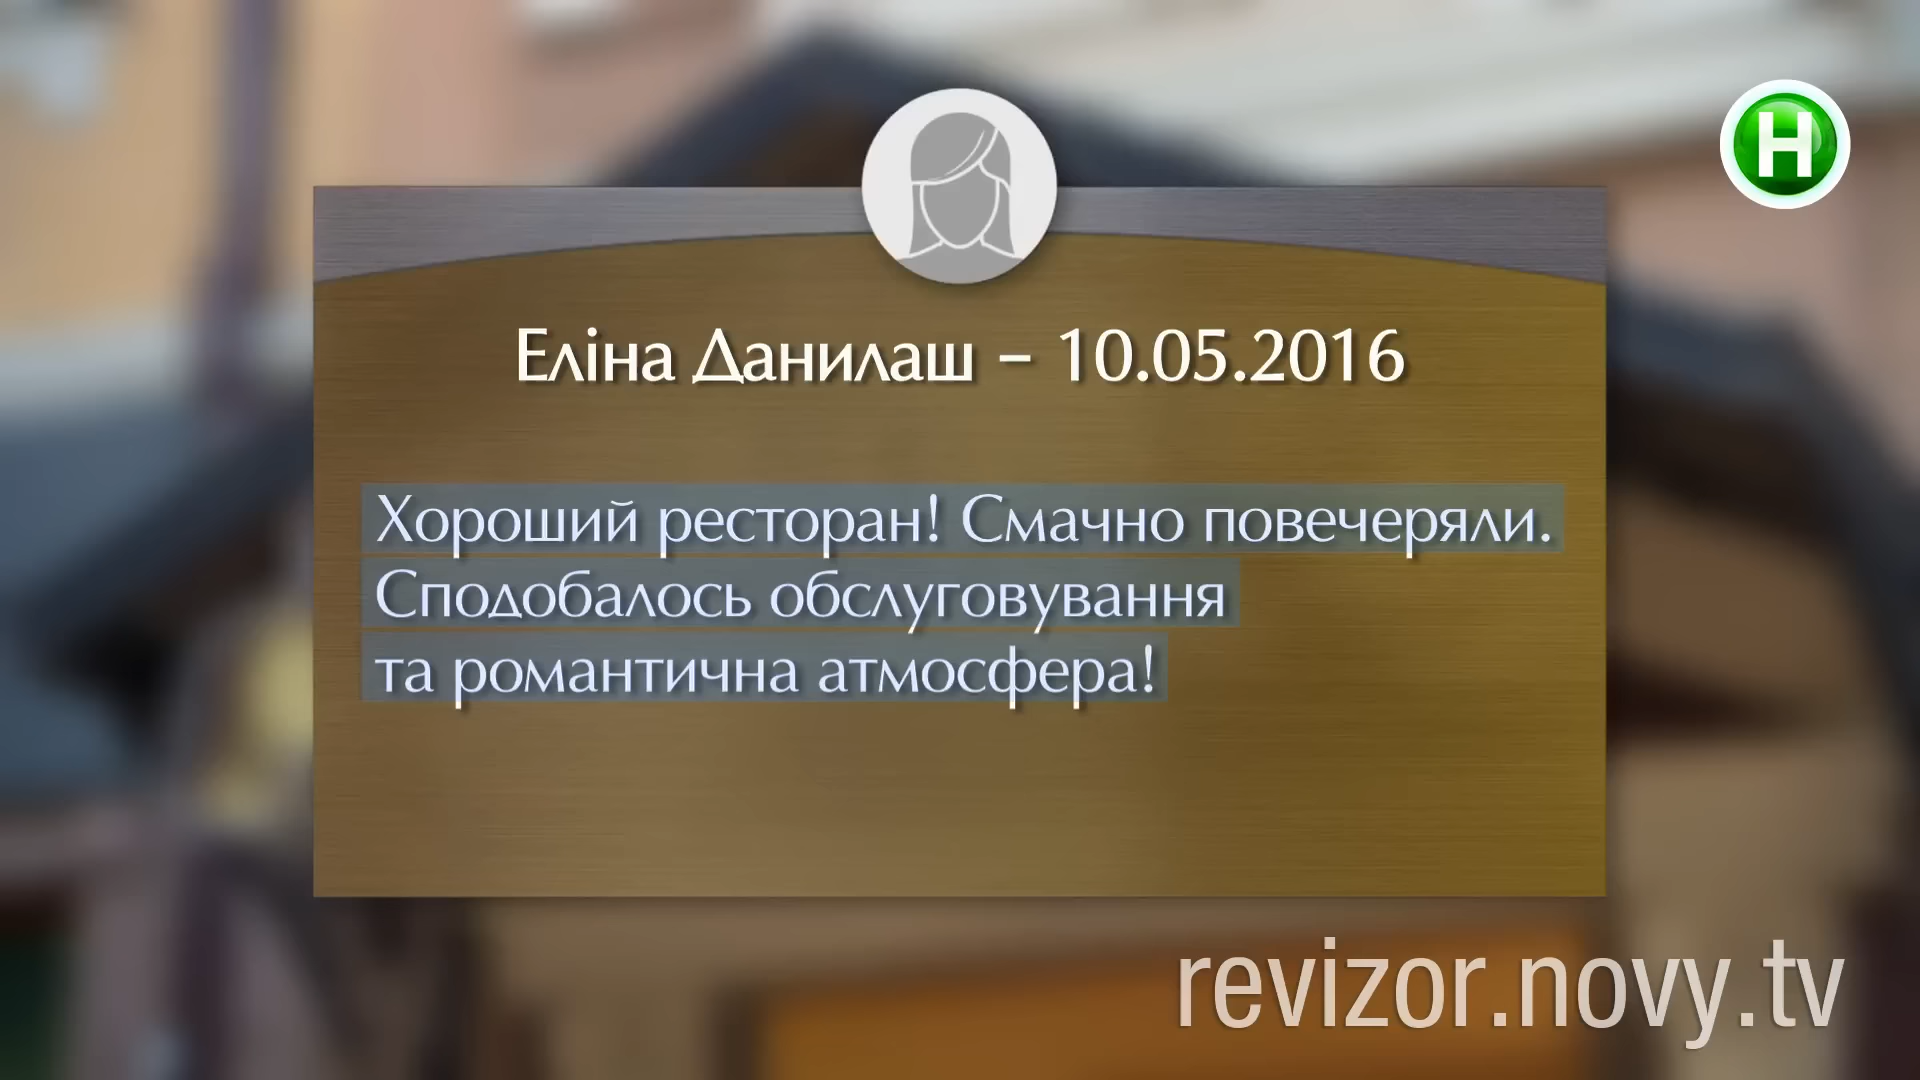 Н
Еліна Данилаш – 10.05.2016
Хороший ресторан! Смачно повечеряли.
Сподобалось обслуговування
та романтична атмосфера!
revizor.novy.tv